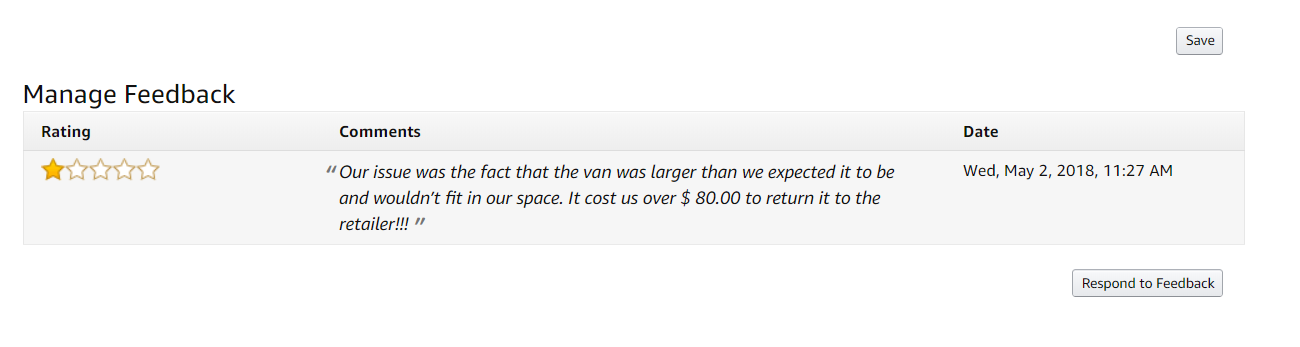 Save
Manage Feedback
Rating Comments Date
“ Our issue was the fact that the van was larger than we expected it to be Wed, May 2, 2018, 11:27 AM
and wouldn’t fit in our space. It cost us over $ 80.00 to return it to the
retailer!!! ”
Respond to Feedback